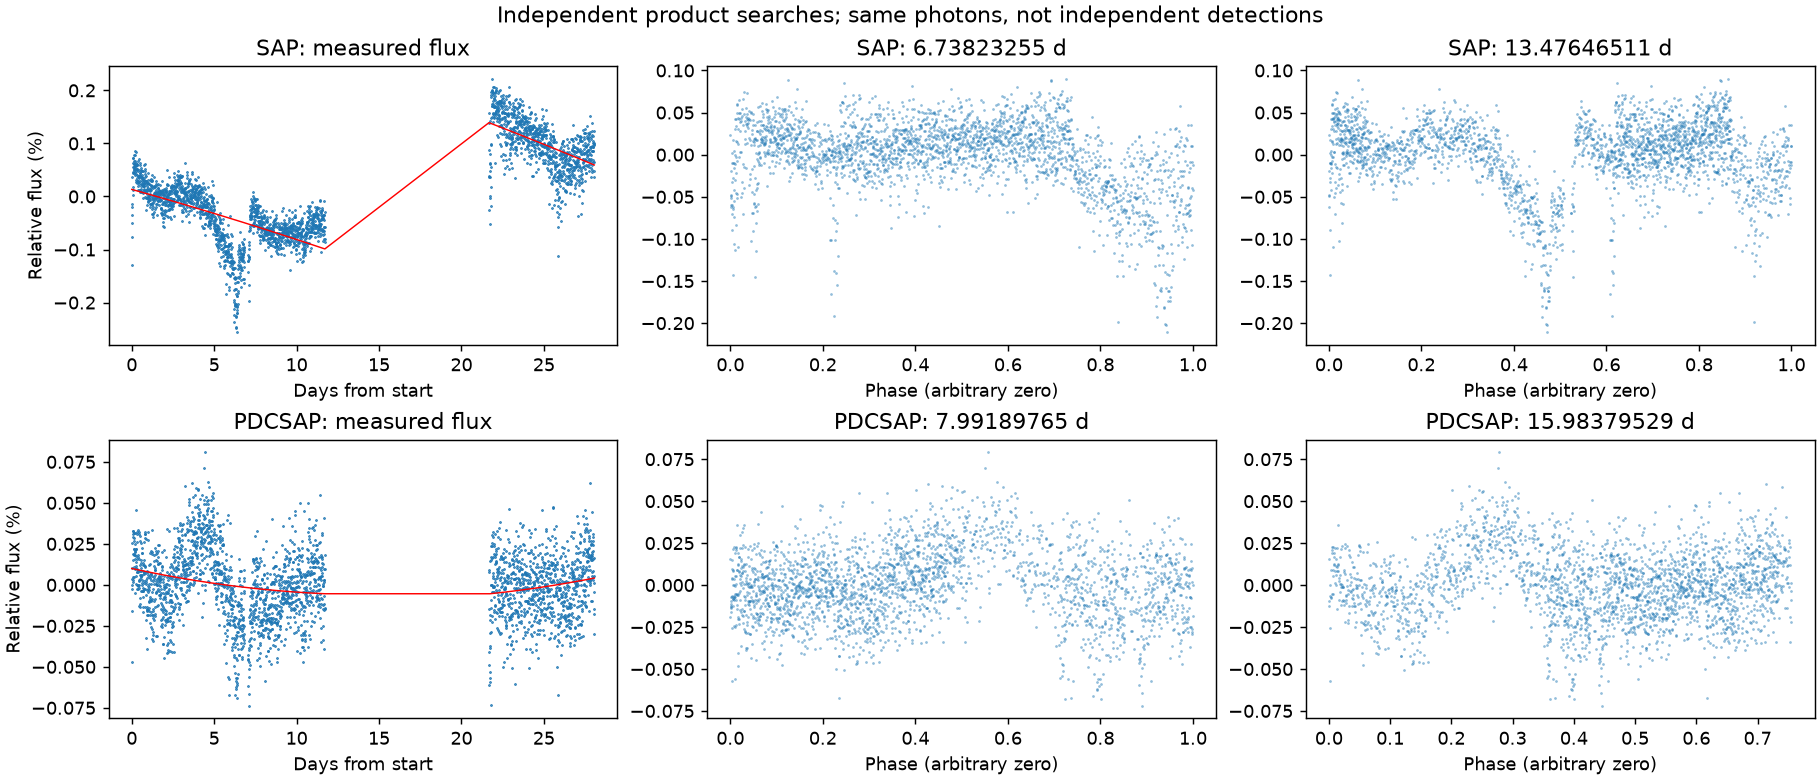 Independent product searches; same photons, not independent detections
SAP: measured flux
SAP: 6.73823255 d
SAP: 13.47646511 d
Relative flux (%)
0.2
0.1
0.0
−0.1
−0.2
0 5 10 15 20 25
Days from start
0.10
0.05
0.00
−0.05
−0.10
−0.15
−0.20
0.0 0.2 0.4 0.6 0.8 1.0
Phase (arbitrary zero)
0.10
0.05
0.00
−0.05
−0.10
−0.15
−0.20
0.0 0.2 0.4 0.6 0.8 1.0
Phase (arbitrary zero)
PDCSAP: measured flux
PDCSAP: 7.99189765 d
PDCSAP: 15.98379529 d
Relative flux (%)
0.075
0.050
0.025
0.000
−0.025
−0.050
−0.075
0 5 10 15 20 25
Days from start
0.075
0.050
0.025
0.000
−0.025
−0.050
−0.075
0.0 0.2 0.4 0.6 0.8 1.0
Phase (arbitrary zero)
0.075
0.050
0.025
0.000
−0.025
−0.050
−0.075
0.0 0.1 0.2 0.3 0.4 0.5 0.6 0.7
Phase (arbitrary zero)